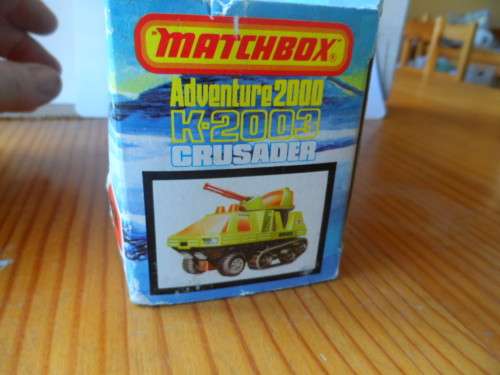 MATCHBOX
Adventure 2000
K-2003
CRUSADER